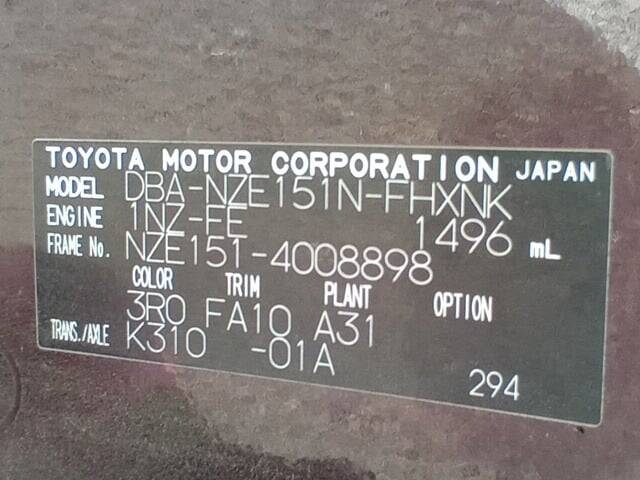 TOYOTA MOTOR CORPORATION JAPAN
MODEL DBA-NZE151N-FHXNK
ENGINE 1NZ-FE 1496 mL
FRAME No. NZE151-4008898
COLOR TRIM PLANT OPTION
3R0 FA10 A31
TRANS./AXLE K310 -01A
294